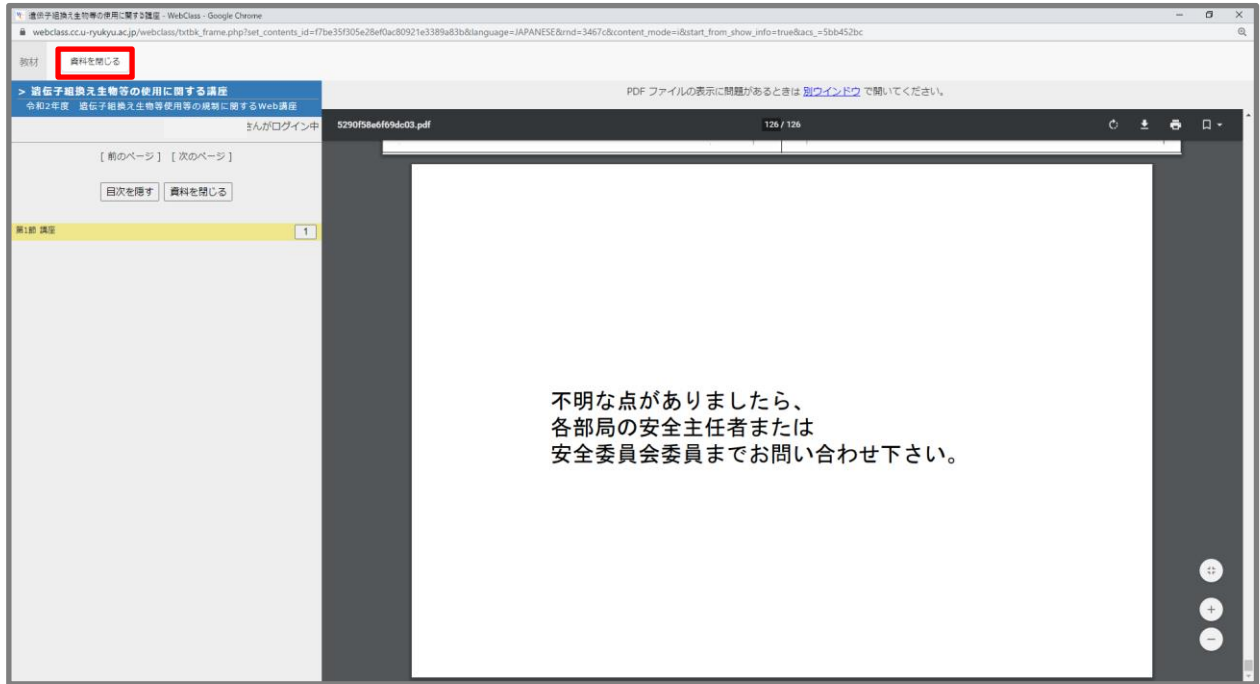 遺伝子組換え生物等の使用に関する講座 - WebClass - Google Chrome
webclass.cc.u-ryukyu.ac.jp/webclass/txtbk_frame.php?set_contents_id=f7be35f305e28ef0ac80921e3389a83b&language=JAPANESE&rnd=3467c&content_mode=i&start_from_show_info=true&acs_=5bb452bc
教材 資料を閉じる
> 遺伝子組換え生物等の使用に関する講座
令和2年度 遺伝子組換え生物等使用等の規制に関するWeb講座
PDF ファイルの表示に問題があるときは 別ウインドウ で開いてください。
さんがログイン中
5290f58e6f69dc03.pdf
126 / 126
[ 前のページ ] [ 次のページ ]
目次を隠す 資料を閉じる
第1節 講座 1
不明な点がありましたら、
各部局の安全主任者または
安全委員会委員までお問い合わせ下さい。